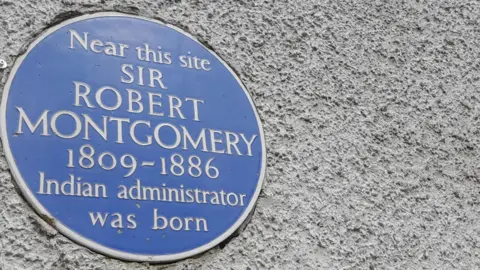 Near this site
SIR
ROBERT
MONTGOMERY
1809-1886
Indian administrator
was born